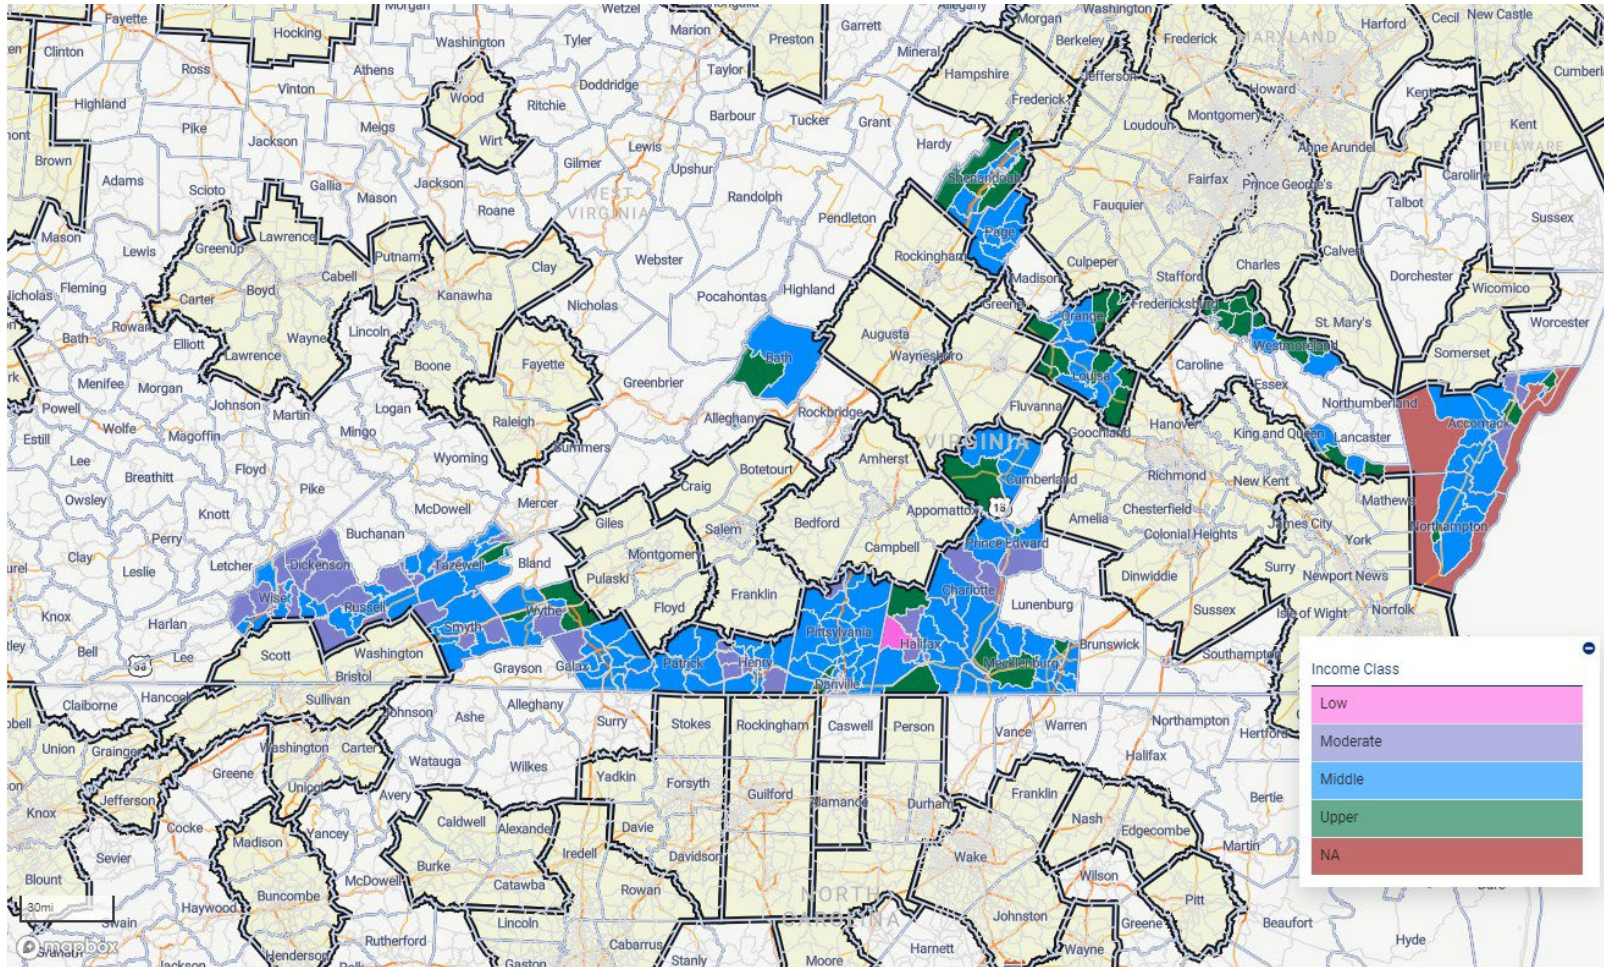 Fayette
Hocking
Morgan
Washington
Wetzel
Tyler
Marion
Preston
Garrett
Allegany
Mineral
Morgan
Washington
Berkeley
Frederick
MARYLAND
Harford
Cecil
New Castle
Clinton
Ross
Vinton
Athens
Doddridge
Taylor
Hampshire
Jefferson
Howard
Kent
Highland
Pike
Jackson
Meigs
Wood
Wirt
Ritchie
Barbour
Tucker
Grant
Frederick
Loudoun
Montgomery
Anne Arundel
Kent
DELAWARE
Brown
Adams
Scioto
Gallia
Mason
Jackson
Roane
Gilmer
Lewis
Upshur
Randolph
Hardy
Shenandoah
Fairfax
Prince George's
Caroline
Talbot
Sussex
WEST
VIRGINIA
Pendleton
Page
Fauquier
Mason
Lewis
Greenup
Lawrence
Putnam
Cabell
Clay
Webster
Rockingham
Culpeper
Madison
Stafford
Charles
Dorchester
Wicomico
Fleming
Carter
Boyd
Kanawha
Nicholas
Pocahontas
Highland
Greene
Orange
Fredericksburg
St. Mary's
Worcester
Bath
Rowan
Elliott
Wayne
Lincoln
Lawrence
Boone
Fayette
Bath
Augusta
Waynesboro
Louisa
Caroline
Westmoreland
Somerset
Menifee
Morgan
Johnson
Martin
Logan
Greenbrier
Essex
Powell
Wolfe
Magoffin
Mingo
Raleigh
Alleghany
Rockbridge
Fluvanna
Goochland
Hanover
Northumberland
Accomack
Estill
Lee
Breathitt
Floyd
Pike
Wyoming
Summers
VIRGINIA
King and Queen
Lancaster
Owsley
Knott
McDowell
Mercer
Craig
Botetourt
Amherst
Cumberland
Richmond
New Kent
Mathews
Perry
Buchanan
Giles
Salem
Bedford
Appomattox
15
Amelia
Chesterfield
Colonial Heights
James City
Northampton
Clay
Leslie
Letcher
Dickenson
Tazewell
Bland
Montgomery
Campbell
Prince Edward
York
Knox
Harlan
Wise
Russell
Wythe
Pulaski
Floyd
Franklin
Charlotte
Lunenburg
Dinwiddie
Surry
Newport News
Sussex
Isle of Wight
Norfolk
Bell
Lee
Scott
Washington
Smyth
Grayson
Galax
Patrick
Henry
Pittsylvania
Halifax
Mecklenburg
Brunswick
Southampton
Bristol
Danville
Claiborne
Hancock
Sullivan
Johnson
Ashe
Alleghany
Surry
Stokes
Rockingham
Caswell
Person
Vance
Warren
Northampton
Hertford
Union
Grainger
Washington
Carter
Watauga
Wilkes
Halifax
Greene
Unicoi
Avery
Yadkin
Forsyth
Guilford
Alamance
Durham
Franklin
Bertie
Knox
Jefferson
Cocke
Madison
Yancey
Caldwell
Alexander
Davie
Nash
Edgecombe
Martin
Sevier
Burke
Iredell
Davidson
Wake
Blount
McDowell
Catawba
Rowan
Wilson
Buncombe
Haywood
NORTH
CAROLINA
Johnston
Pitt
Greene
Beaufort
Swain
Lincoln
Rutherford
Cabarrus
Harnett
Wayne
Hyde
Graham
Jackson
Henderson
Gaston
Stanly
Moore
30mi
mapbox
Income Class
Low
Moderate
Middle
Upper
NA